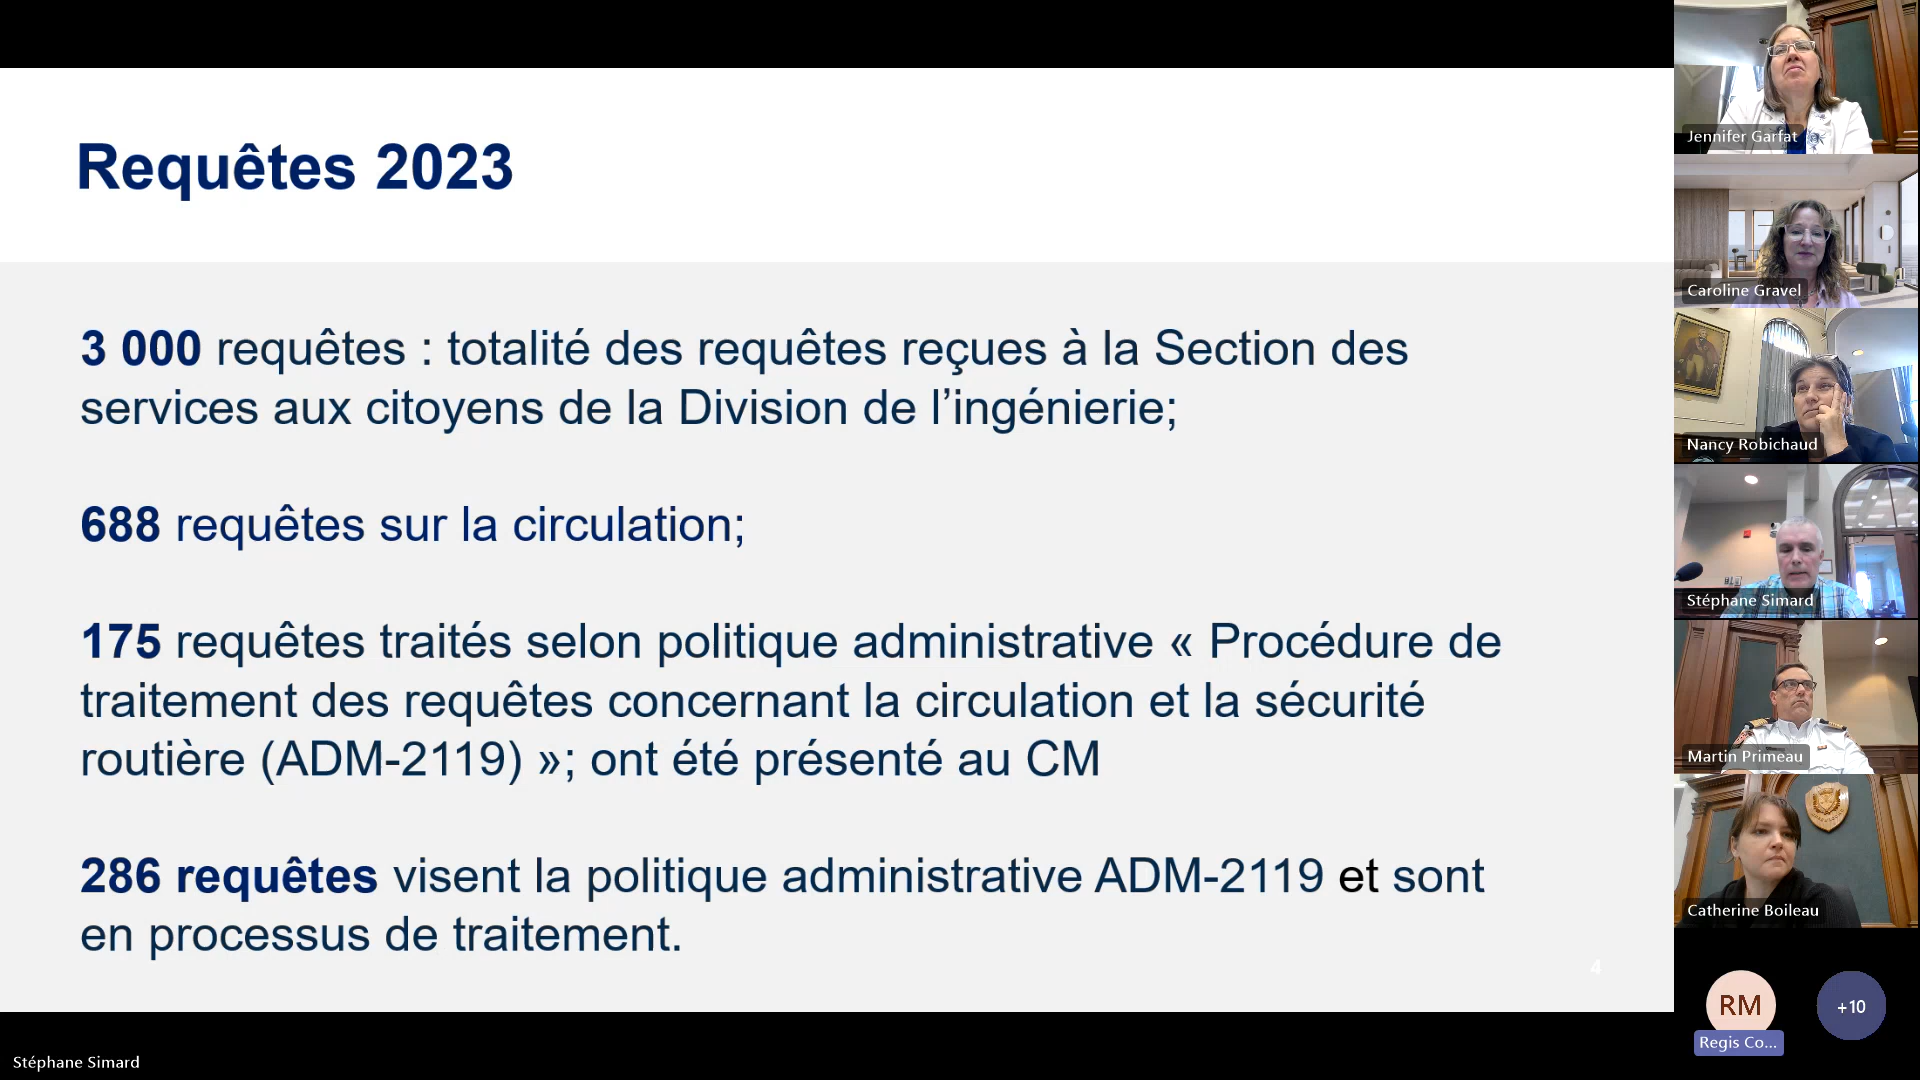 Requêtes 2023
3 000 requêtes : totalité des requêtes reçues à la Section des
services aux citoyens de la Division de l’ingénierie;
688 requêtes sur la circulation;
175 requêtes traités selon politique administrative « Procédure de
traitement des requêtes concernant la circulation et la sécurité
routière (ADM-2119) »; ont été présenté au CM
286 requêtes visent la politique administrative ADM-2119 et sont
en processus de traitement.
4
Stéphane Simard
Jennifer Garfat
Caroline Gravel
Nancy Robichaud
Stéphane Simard
Martin Primeau
Catherine Boileau
RM
+10
Regis Co...